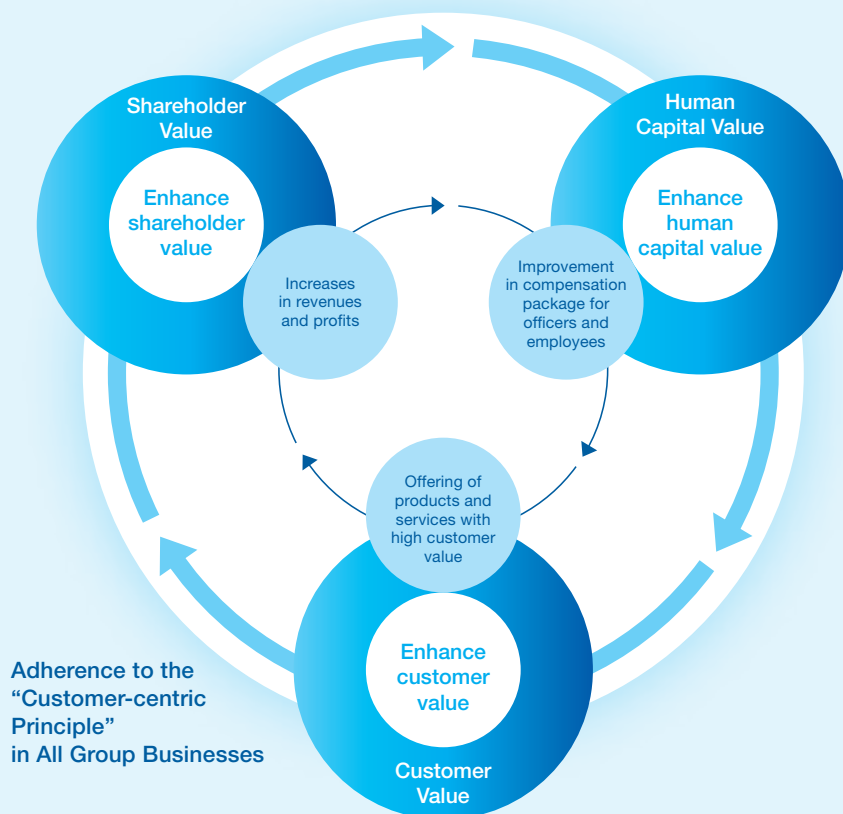 Shareholder
Value
Enhance
shareholder
value
Increases
in revenues
and profits
Human
Capital Value
Enhance
human
capital value
Improvement
in compensation
package for
officers and
employees
Offering of
products and
services with
high customer
value
Enhance
customer
value
Customer
Value
Adherence to the
“Customer-centric
Principle”
in All Group Businesses